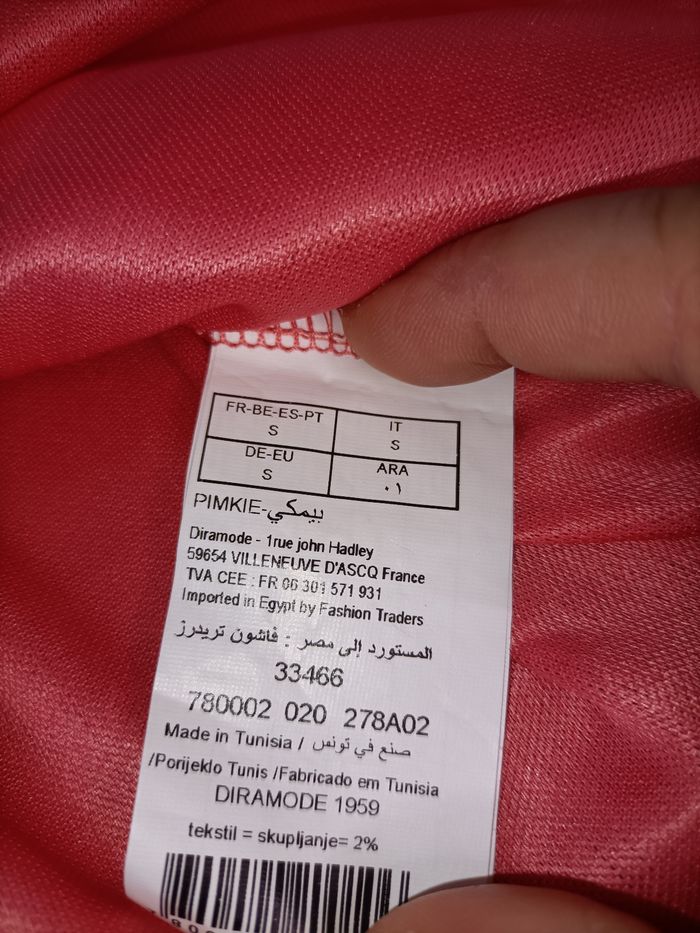 FR-BE-ES-PT
S
IT
S
DE-EU
S
ARA
٠١
PIMKIE-بيمكي
Diramode - 1rue john Hadley
59654 VILLENEUVE D'ASCQ France
TVA CEE : FR 06 301 571 931
Imported in Egypt by Fashion Traders
المستورد إلى مصر : فاشون تريدرز
33466
780002 020 278A02
Made in Tunisia / صنع في تونس
/Porijeklo Tunis /Fabricado em Tunisia
DIRAMODE 1959
tekstil = skupljanje= 2%